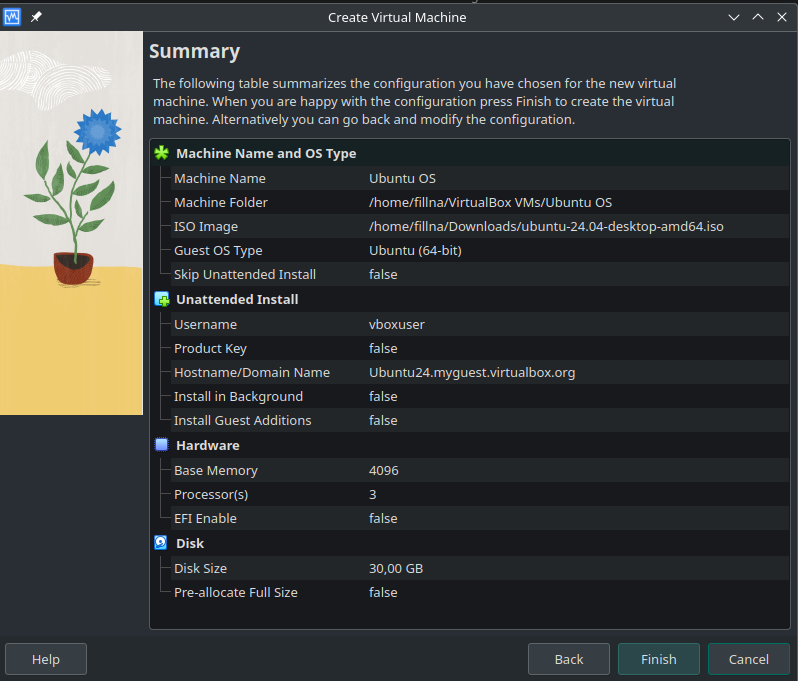 Create Virtual Machine
Summary
The following table summarizes the configuration you have chosen for the new virtual
machine. When you are happy with the configuration press Finish to create the virtual
machine. Alternatively you can go back and modify the configuration.
Machine Name and OS Type
Machine Name Ubuntu OS
Machine Folder /home/fillna/VirtualBox VMs/Ubuntu OS
ISO Image /home/fillna/Downloads/ubuntu-24.04-desktop-amd64.iso
Guest OS Type Ubuntu (64-bit)
Skip Unattended Install false
Unattended Install
Username vboxuser
Product Key false
Hostname/Domain Name Ubuntu24.myguest.virtualbox.org
Install in Background false
Install Guest Additions false
Hardware
Base Memory 4096
Processor(s) 3
EFI Enable false
Disk
Disk Size 30,00 GB
Pre-allocate Full Size false
Help Back Finish Cancel